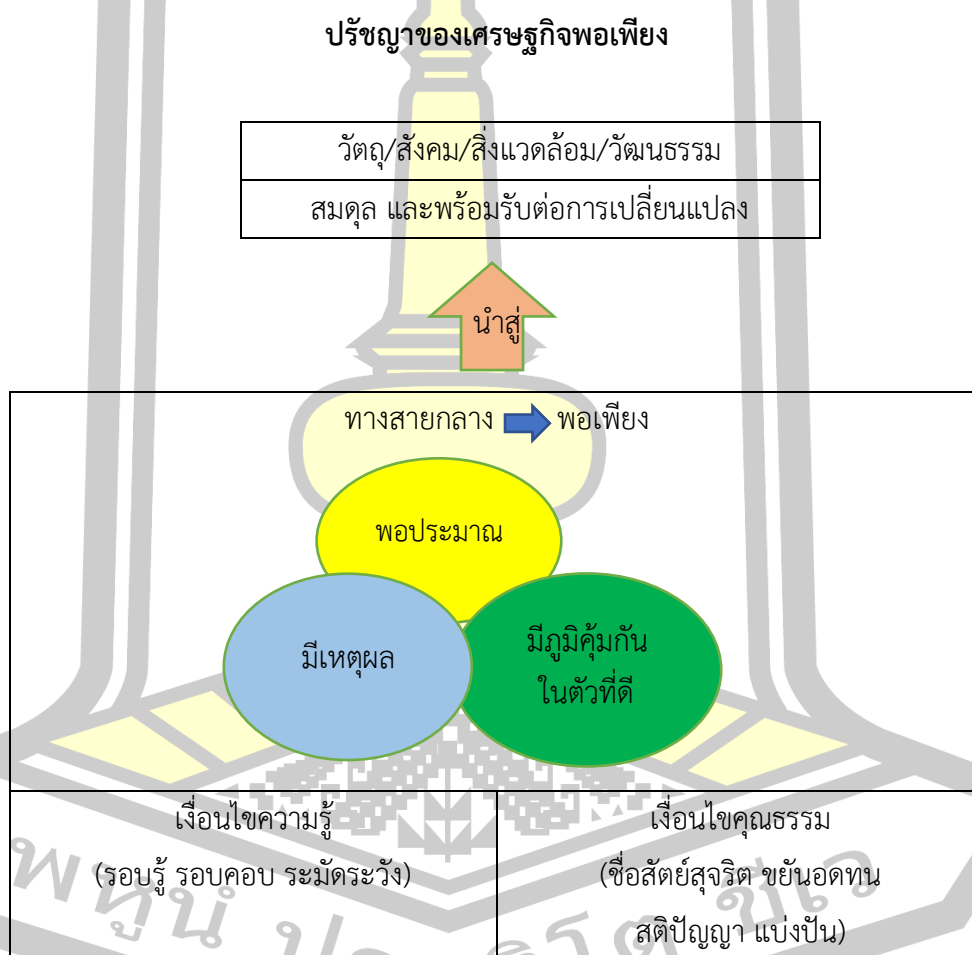 ปรัชญาของเศรษฐกิจพอเพียง
วัตถุ/สังคม/สิ่งแวดล้อม/วัฒนธรรม
สมดุล และพร้อมรับต่อการเปลี่ยนแปลง
นำสู่
ทางสายกลาง พอเพียง
พอประมาณ
มีเหตุผล
มีภูมิคุ้มกัน
ในตัวที่ดี
เงื่อนไขความรู้
(รอบรู้ รอบคอบ ระมัดระวัง)
เงื่อนไขคุณธรรม
(ซื่อสัตย์สุจริต ขยันอดทน
สติปัญญา แบ่งปัน)
พหูนํ ชีเว